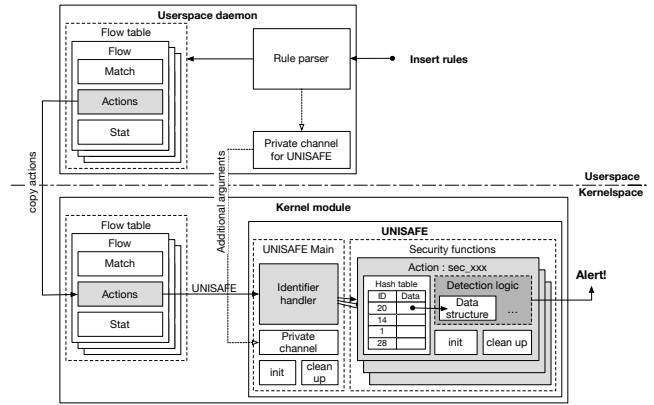 Userspace daemon
Flow table
Flow
Match
Actions
Stat
Rule parser
Insert rules
Private channel
for UNISAFE
copy actions
Additional arguments
Userspace
Kernelspace
Kernel module
Flow table
Flow
Match
Actions
Stat
UNISAFE
UNISAFE
UNISAFE Main
Identifier
handler
Private
channel
init
clean
up
Security functions
Action : sec_xxx
Hash table
ID Data
20
14
1
28
Detection logic
Data
structure
...
init
clean up
Alert!